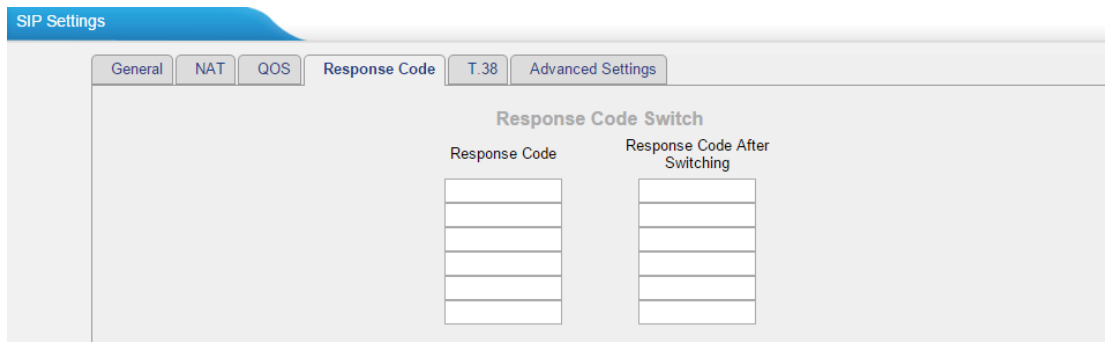 SIP Settings
General NAT QOS Response Code T.38 Advanced Settings
Response Code Switch
Response Code Response Code After
Switching